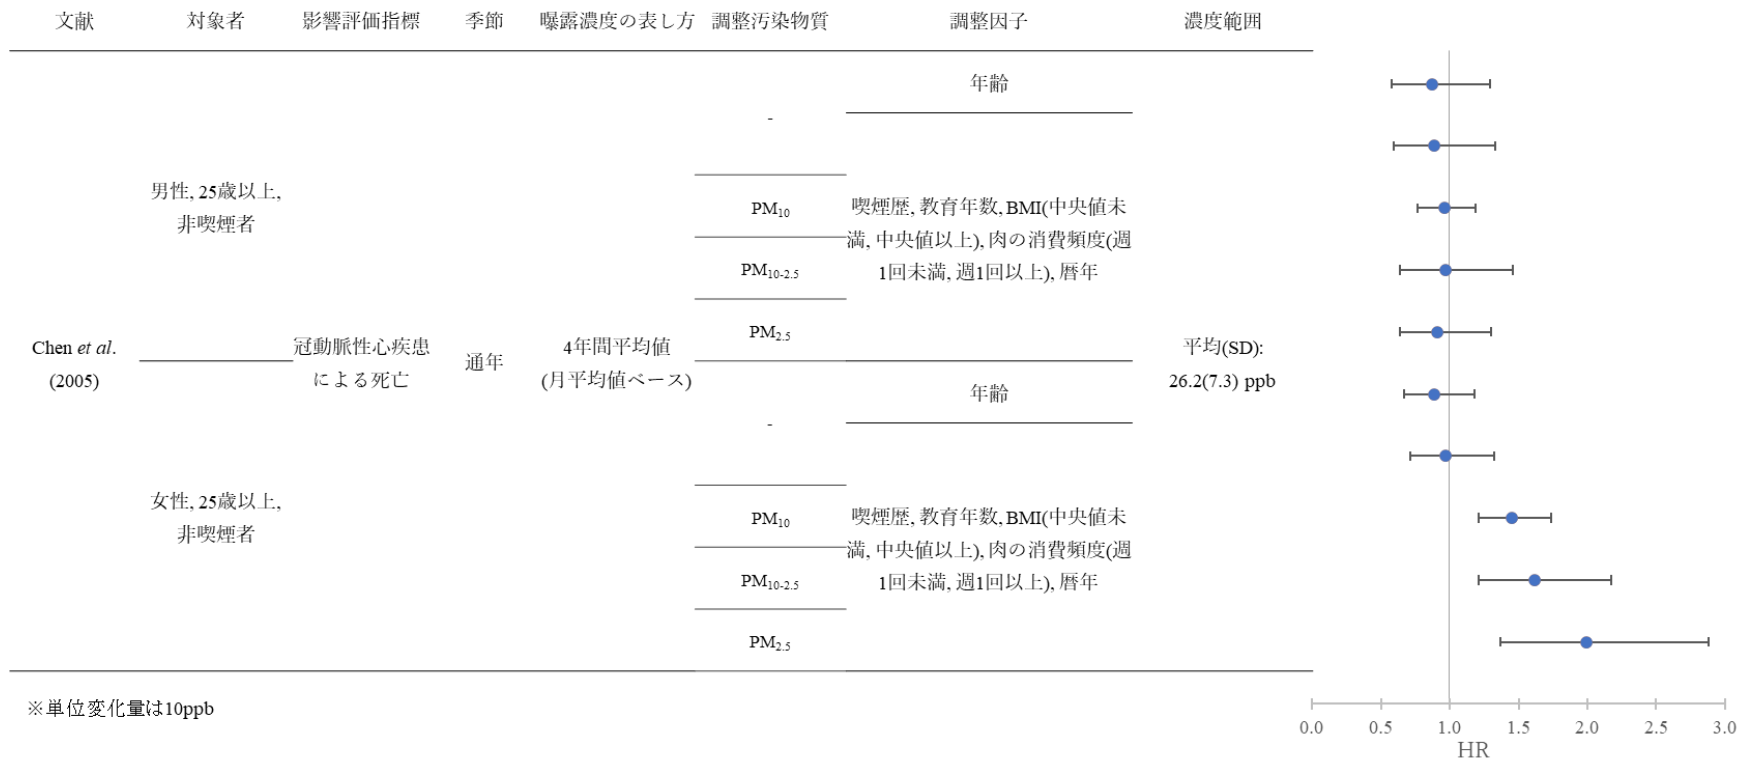 文献 対象者 影響評価指標 季節 曝露濃度の表し方 調整汚染物質 調整因子 濃度範囲
年齢
-
男性, 25歳以上,
非喫煙者
PM10
喫煙歴, 教育年数, BMI(中央値未
満, 中央値以上), 肉の消費頻度(週
1回未満, 週1回以上), 暦年
PM10-2.5
PM2.5
Chen et al.
(2005)
冠動脈性心疾患
による死亡
通年
4年間平均値
(月平均値ベース)
平均(SD):
26.2(7.3) ppb
年齢
-
女性, 25歳以上,
非喫煙者
PM10
喫煙歴, 教育年数, BMI(中央値未
満, 中央値以上), 肉の消費頻度(週
1回未満, 週1回以上), 暦年
PM10-2.5
PM2.5
※単位変化量は10ppb
0.0 0.5 1.0 1.5 2.0 2.5 3.0
HR